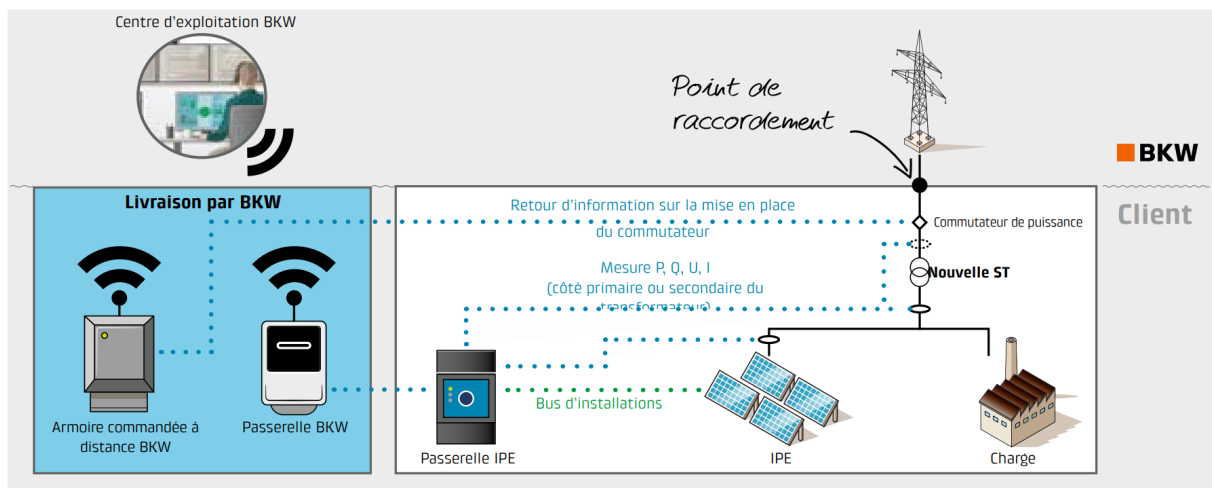 Centre d'exploitation BKW
Point de
raccordement
BKW
Livraison par BKW
Retour d'information sur la mise en place
du commutateur
Commutateur de puissance
Client
Mesure P, Q, U, I
(côté primaire ou secondaire du
transformateur)
Nouvelle ST
Bus d'installations
Armoire commandée à
distance BKW
Passerelle BKW
Passerelle IPE
IPE
Charge